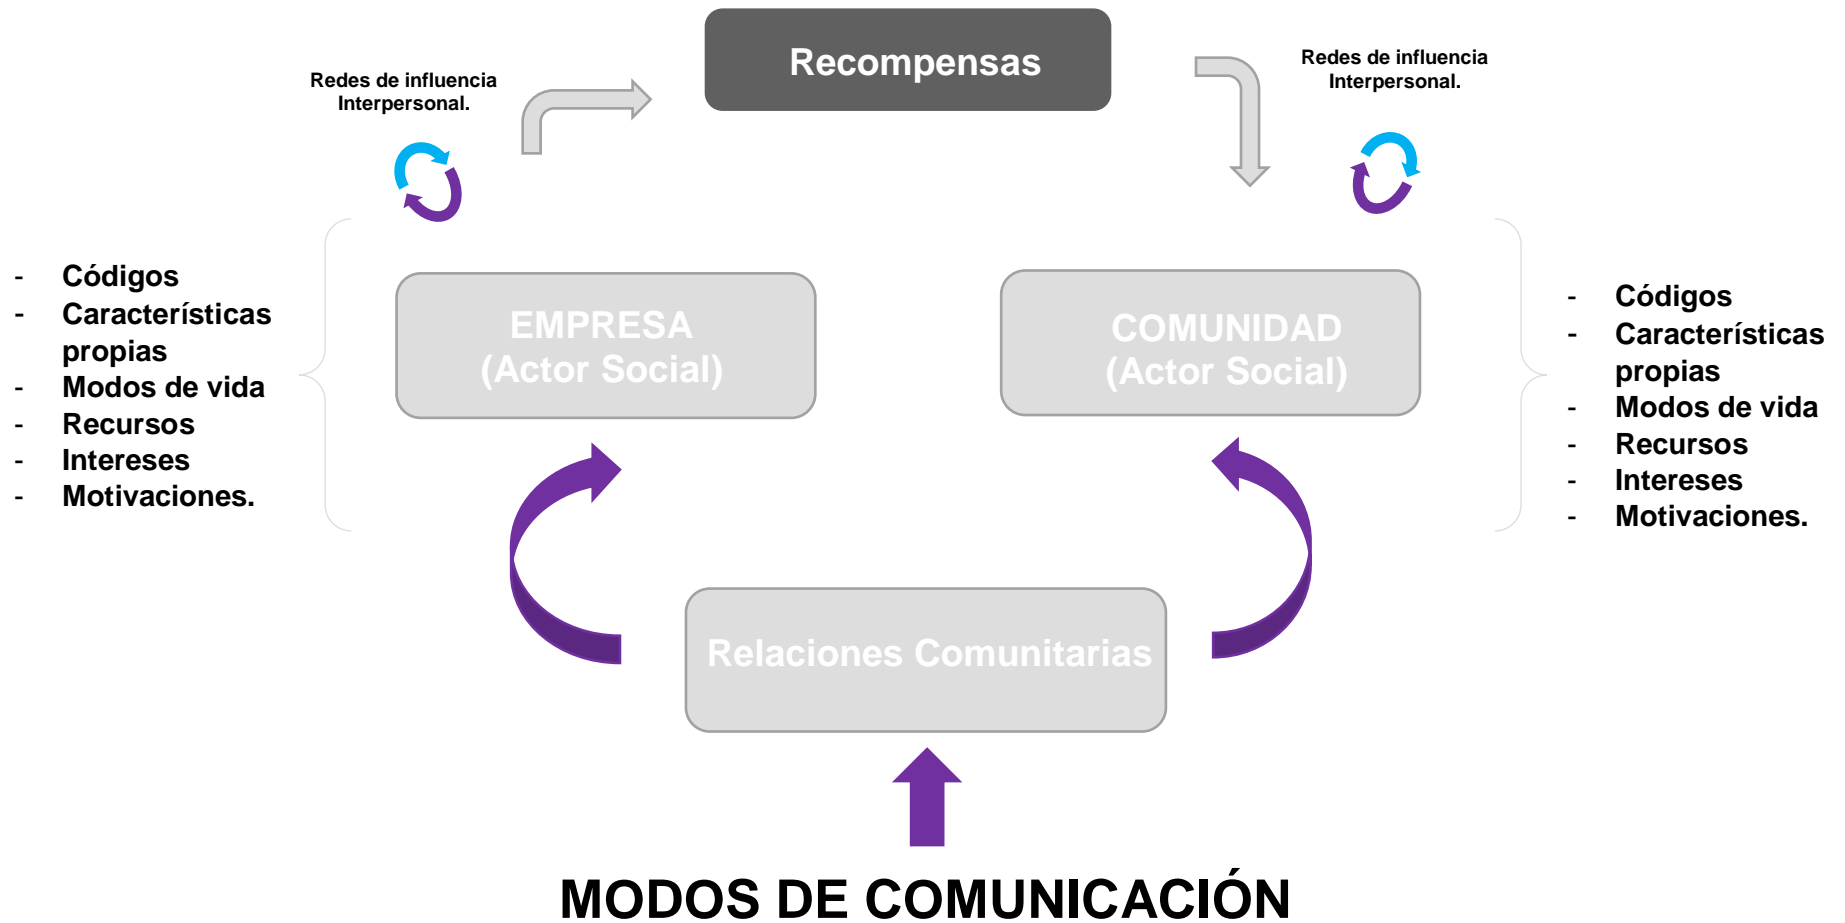 Recompensas
Redes de influencia
Interpersonal.
Redes de influencia
Interpersonal.
- Códigos
- Características
propias
- Modos de vida
- Recursos
- Intereses
- Motivaciones.
EMPRESA
(Actor Social)
COMUNIDAD
(Actor Social)
- Códigos
- Características
propias
- Modos de vida
- Recursos
- Intereses
- Motivaciones.
Relaciones Comunitarias
MODOS DE COMUNICACIÓN